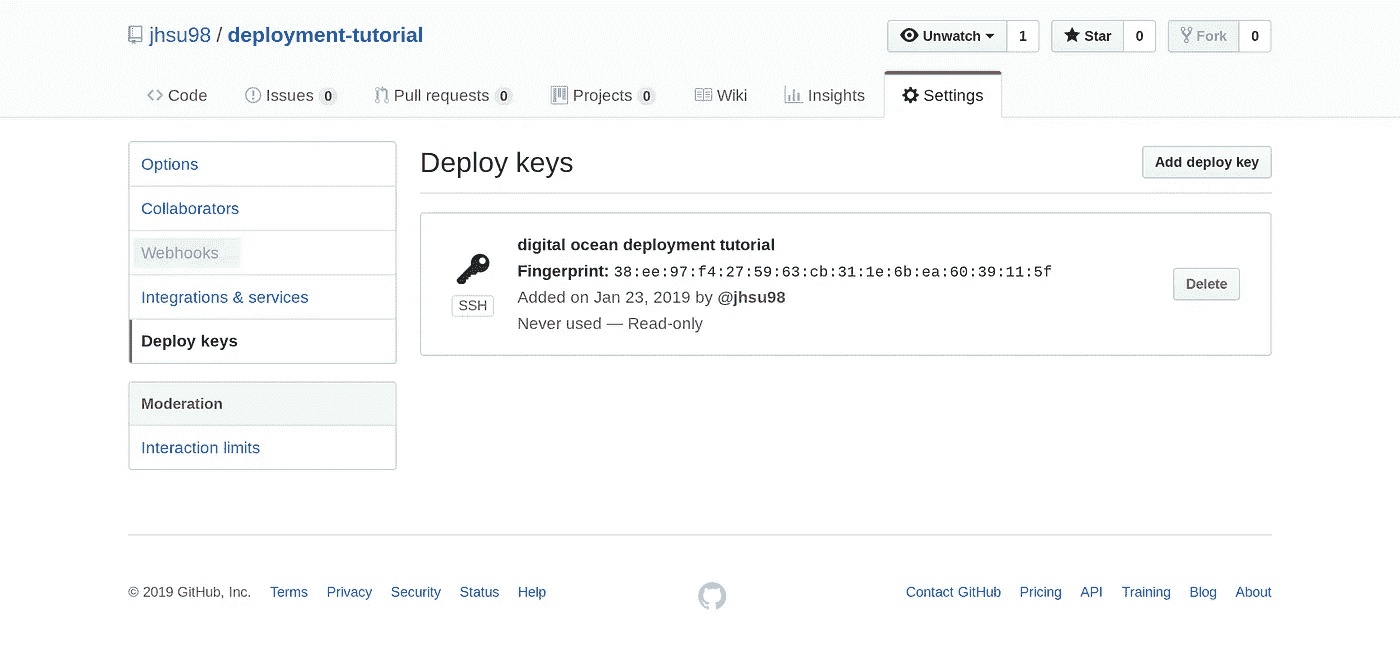 jhsu98 / deployment-tutorial
Unwatch 1 Star 0 Fork 0
Code Issues 0 Pull requests 0 Projects 0 Wiki Insights Settings
Options
Collaborators
Webhooks
Integrations & services
Deploy keys
Moderation
Interaction limits
Deploy keys
Add deploy key
digital ocean deployment tutorial
Fingerprint: 38:ee:97:f4:27:59:63:cb:31:1e:6b:ea:60:39:11:5f
SSH
Added on Jan 23, 2019 by @jhsu98
Never used — Read-only
Delete
© 2019 GitHub, Inc. Terms Privacy Security Status Help
Contact GitHub Pricing API Training Blog About